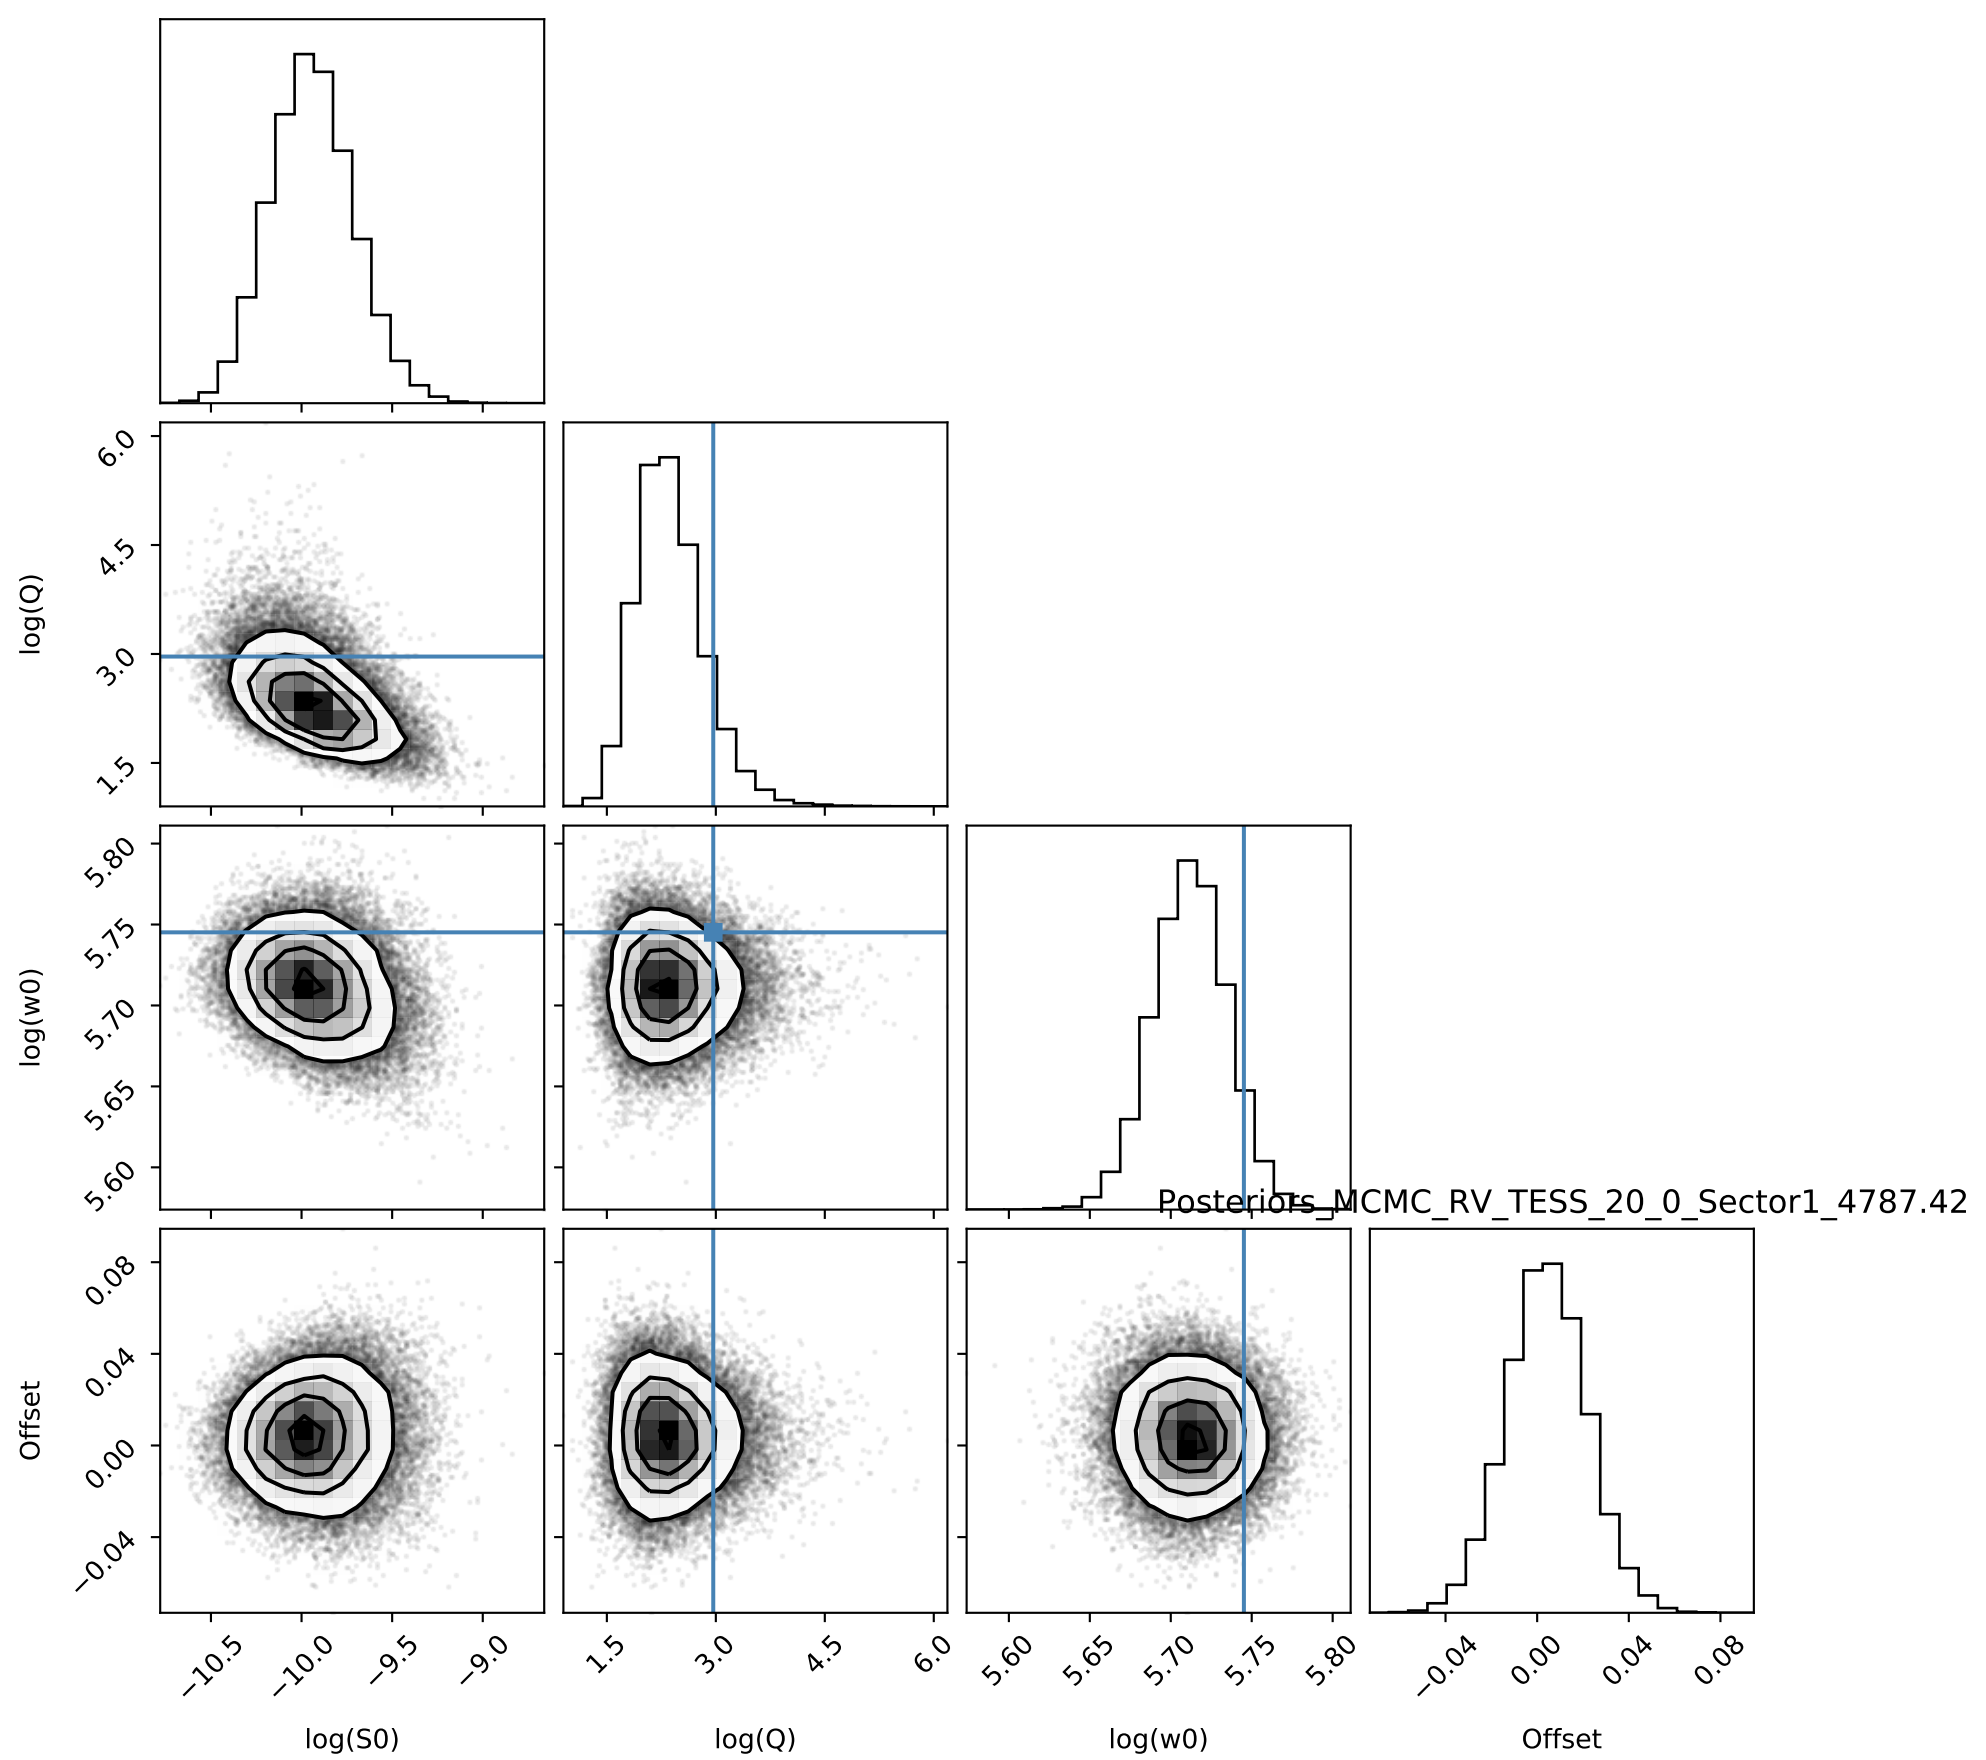 6.0
4.5
3.0
1.5
log(Q)
5.80
5.75
5.70
5.65
5.60
log(w0)
Posteriors_MCMC_RV_TESS_20_0_Sector1_4787.42
0.08
0.04
0.00
−0.04
Offset
−10.5 −10.0 −9.5 −9.0 1.5 3.0 4.5 6.0 5.60 5.65 5.70 5.75 5.80 −0.04 0.00 0.04 0.08
log(S0) log(Q) log(w0) Offset